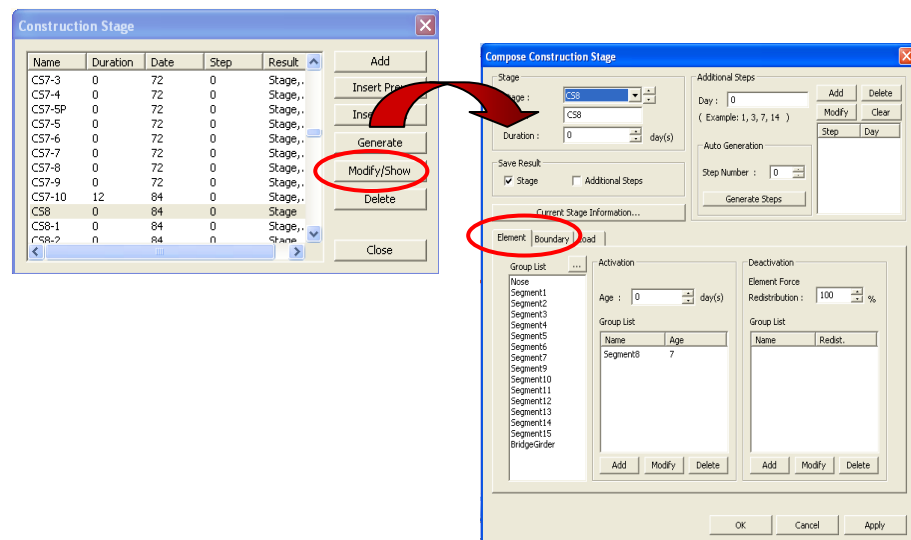 Construction Stage
Name Duration Date Step Result
CS7-3 0 72 0 Stage,.
CS7-4 0 72 0 Stage,.
CS7-5P 0 72 0 Stage,.
CS7-5 0 72 0 Stage,.
CS7-6 0 72 0 Stage,.
CS7-7 0 72 0 Stage,.
CS7-8 0 72 0 Stage,.
CS7-9 0 72 0 Stage,.
CS7-10 12 84 0 Stage,.
CS8 0 84 0 Stage
CS8-1 0 84 0 Stage,.
CS8-2 0 84 0 Stage
Add
Insert
Generate
Modify/Show
Delete
Close
Compose Construction Stage
Stage
CS8
CS8
Duration : 0 day(s)
Save Result
Stage Additional Steps
Current Stage Information...
Additional Steps
Day : 0
( Example: 1, 3, 7, 14 )
Add Delete
Modify Clear
Step Day
Auto Generation
Step Number : 0
Generate Steps
Element Boundary Load
Group List ...
Nose
Segment1
Segment2
Segment3
Segment4
Segment5
Segment6
Segment7
Segment9
Segment10
Segment11
Segment12
Segment13
Segment14
Segment15
BridgeGirder
Activation
Age : 0 day(s)
Group List
Name Age
Segment8 7
Add Modify Delete
Deactivation
Element Force
Redistribution : 100 %
Group List
Name Redist.
Add Modify Delete
OK Cancel Apply